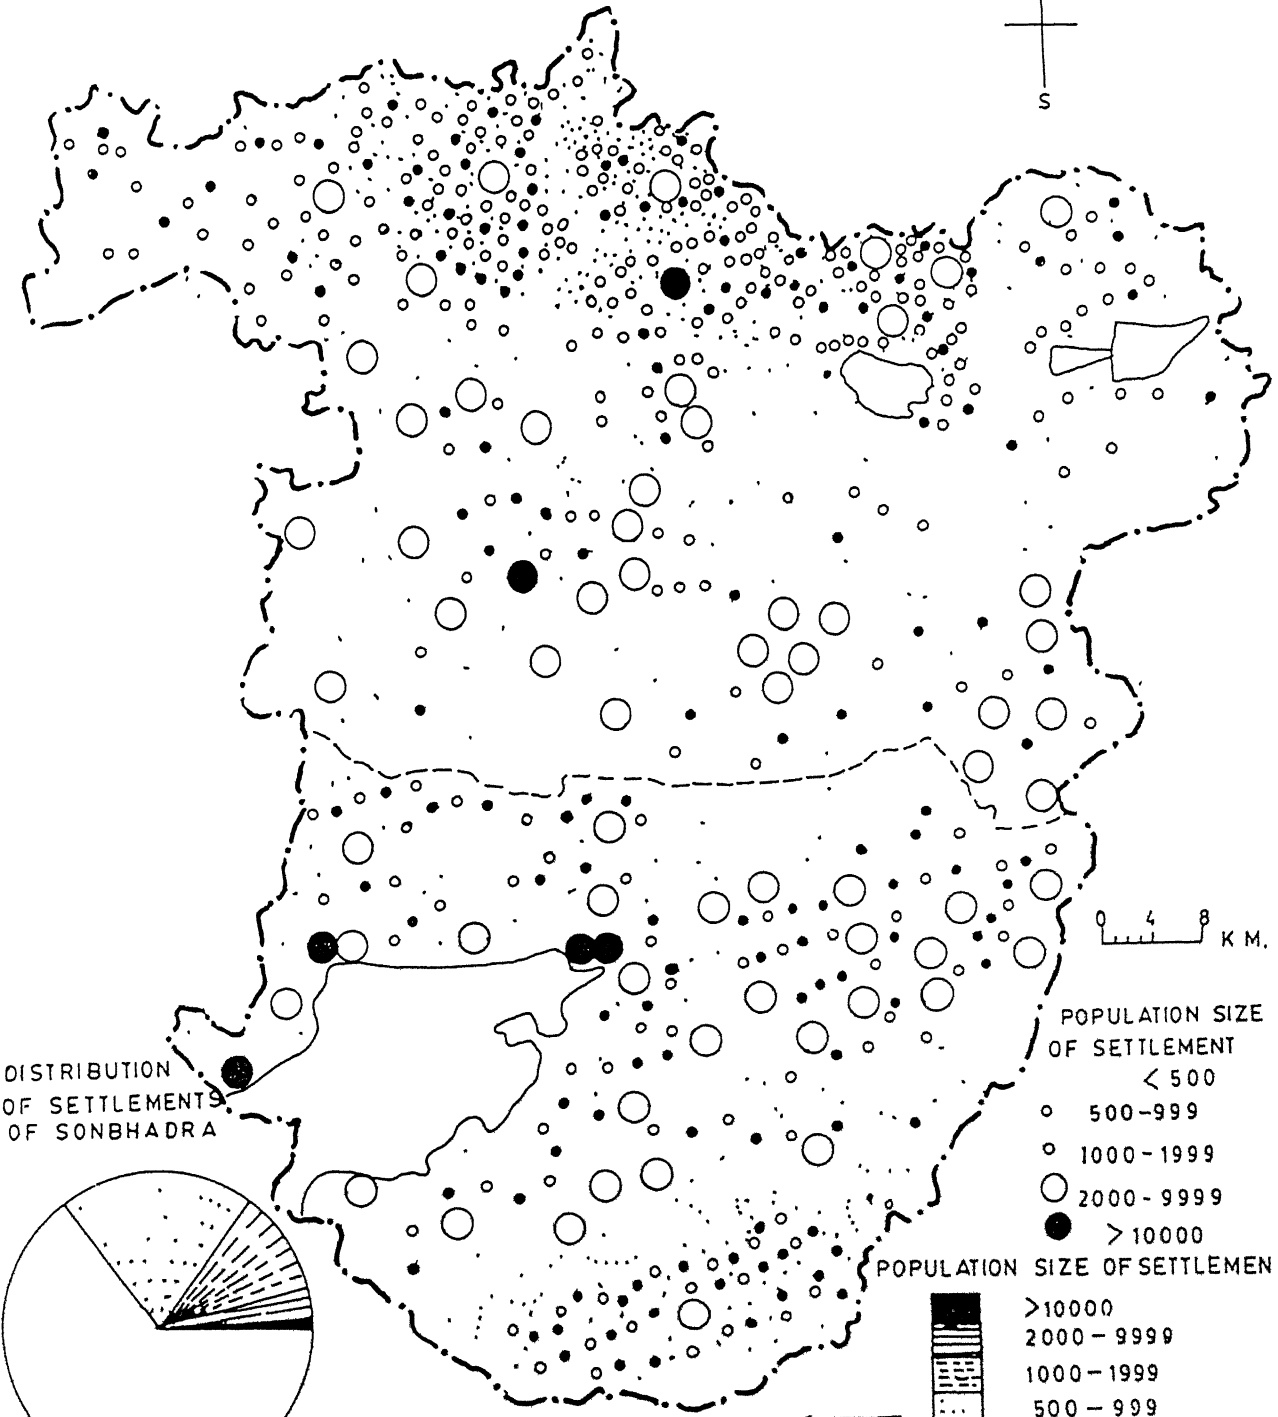 S
0 4 8
KM.
POPULATION SIZE
OF SETTLEMENT
<500
500-999
1000-1999
2000-9999
>10000
DISTRIBUTION
OF SETTLEMENTS
OF SONBHADRA
POPULATION SIZE OF SETTLEMEN
>10000
2000-9999
1000-1999
500-999